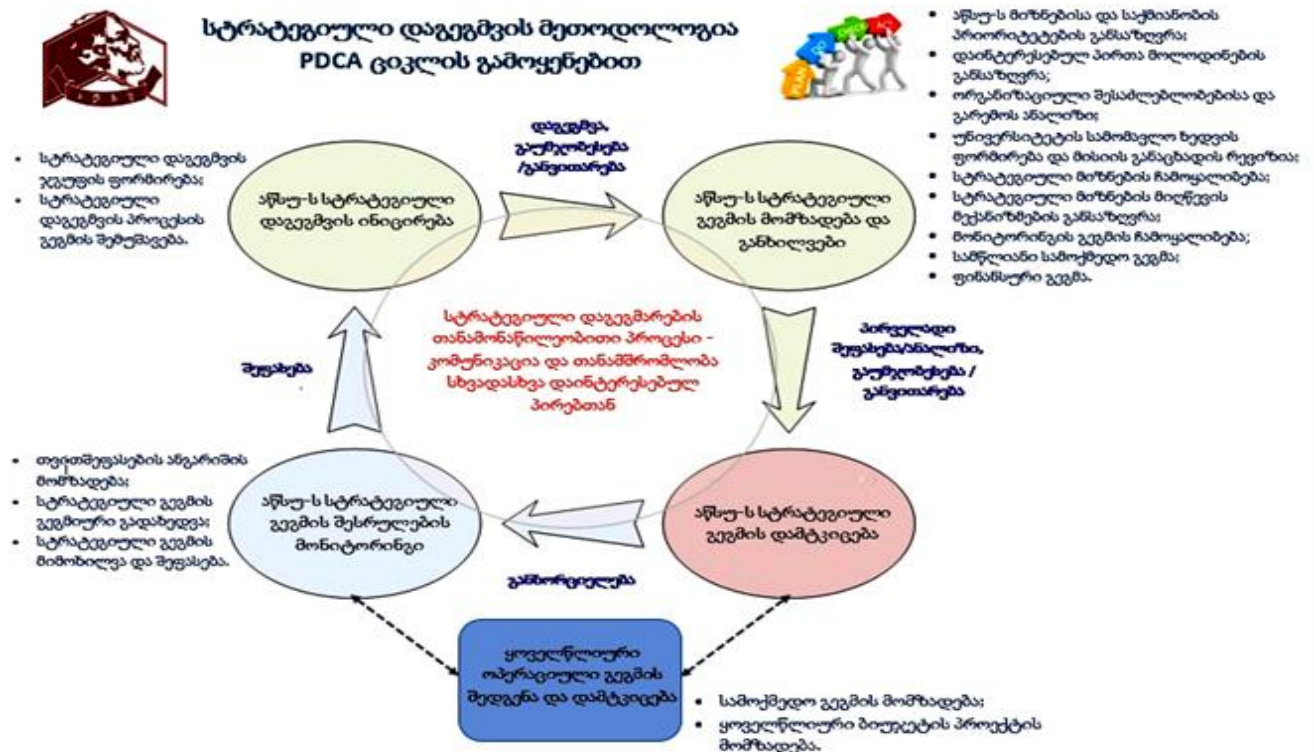 სტრატეგიული დაგეგმვის მეთოდოლოგია
PDCA ციკლის გამოყენებით
PLAN
DO
ACT
• აწსუ-ს მიზნებისა და საქმიანობის
პრიორიტეტების განსაზღვრა;
• დაინტერესებულ პირთა მოლოდინების
განსაზღვრა;
• ორგანიზაციული შესაძლებლობებისა და
გარემოს ანალიზი;
• უნივერსიტეტის სამომავლო ხედვის
ფორმირება და მისიის განაცხადის რევიზია;
• სტრატეგიული მიზნების ჩამოყალიბება;
• სტრატეგიული მიზნების მიღწევის
მექანიზმების განსაზღვრა;
• მონიტორინგის გეგმის ჩამოყალიბება;
• სამწლიანი სამოქმედო გეგმა;
• ფინანსური გეგმა.
• სტრატეგიული დაგეგმვის
ჯგუფის ფორმირება;
• სტრატეგიული
დაგეგმვის პროცესის
გეგმის შემუშავება.
აწსუ-ს სტრატეგიული
დაგეგმვის ინიცირება
დაგეგმვა,
გაუმჯობესება
/განვითარება
აწსუ-ს სტრატეგიული
გეგმის მომზადება და
განხილვები
სტრატეგიული დაგეგმარების
თანამონაწილეობითი პროცესი -
კომუნიკაცია და თანამშრომლობა
სხვადასხვა დაინტერესებულ
პირებთან
შეფასება
პირველადი
შეფასება/ანალიზი,
გაუმჯობესება /
განვითარება
• თვითშეფასების ანგარიშის
მომზადება;
• სტრატეგიული გეგმის
გეგმიური გადახედვა;
• სტრატეგიული გეგმის
მიმოხილვა და შეფასება.
აწსუ-ს სტრატეგიული
გეგმის შესრულების
მონიტორინგი
აწსუ-ს სტრატეგიული
გეგმის დამტკიცება
განხორციელება
ყოველწლიური
ოპერაციული გეგმის
შედგენა და დამტკიცება
• სამოქმედო გეგმის მომზადება;
• ყოველწლიური ბიუჯეტის პროექტის
მომზადება.